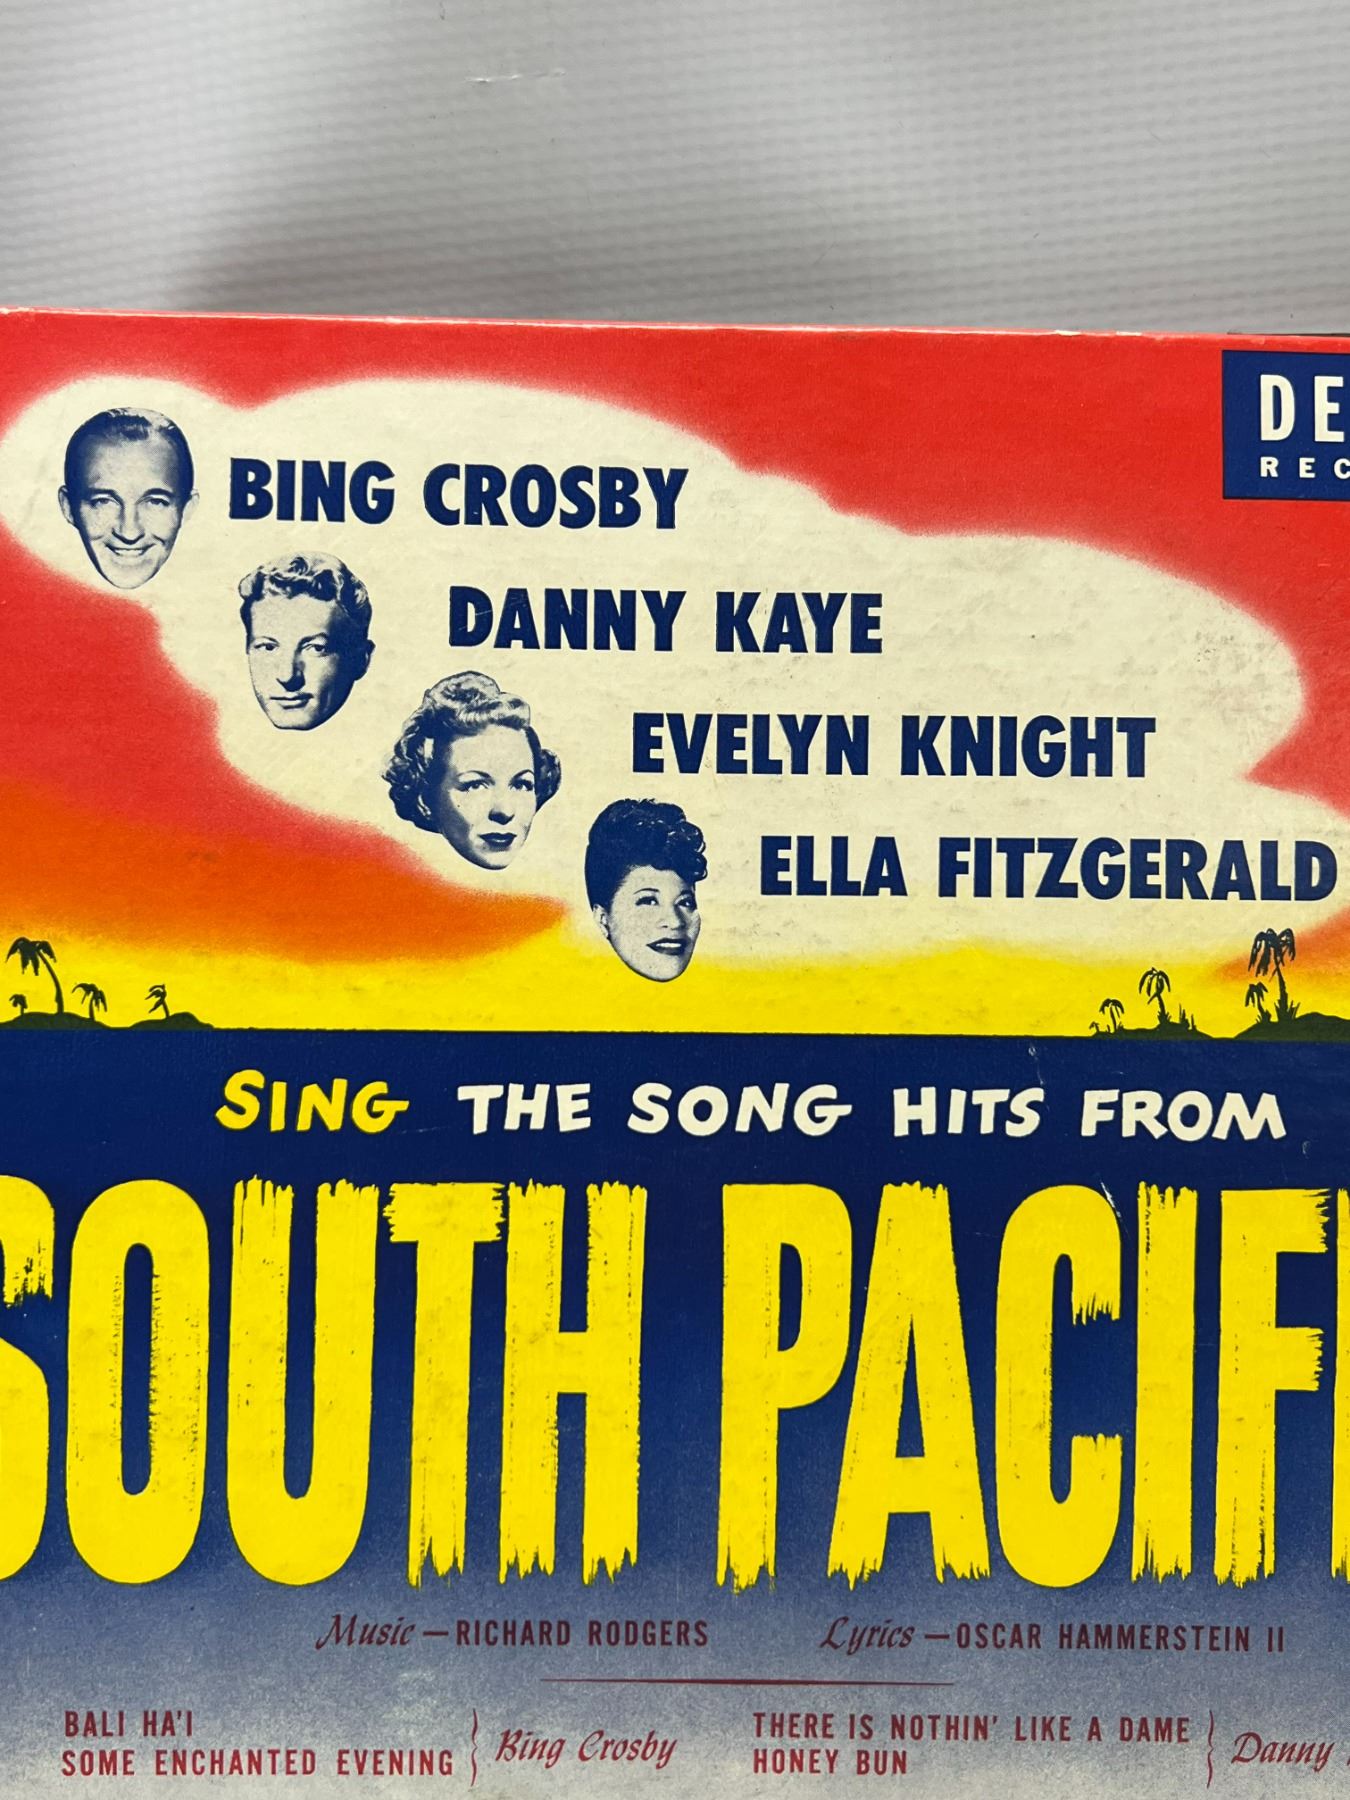 DE
REC
BING CROSBY
DANNY KAYE
EVELYN KNIGHT
ELLA FITZGERALD
SING THE SONG HITS FROM
SOUTH PACIFI
Music — RICHARD RODGERS
Lyrics — OSCAR HAMMERSTEIN II
BALI HA'I
SOME ENCHANTED EVENING
Bing Crosby
THERE IS NOTHIN' LIKE A DAME
HONEY BUN
Danny